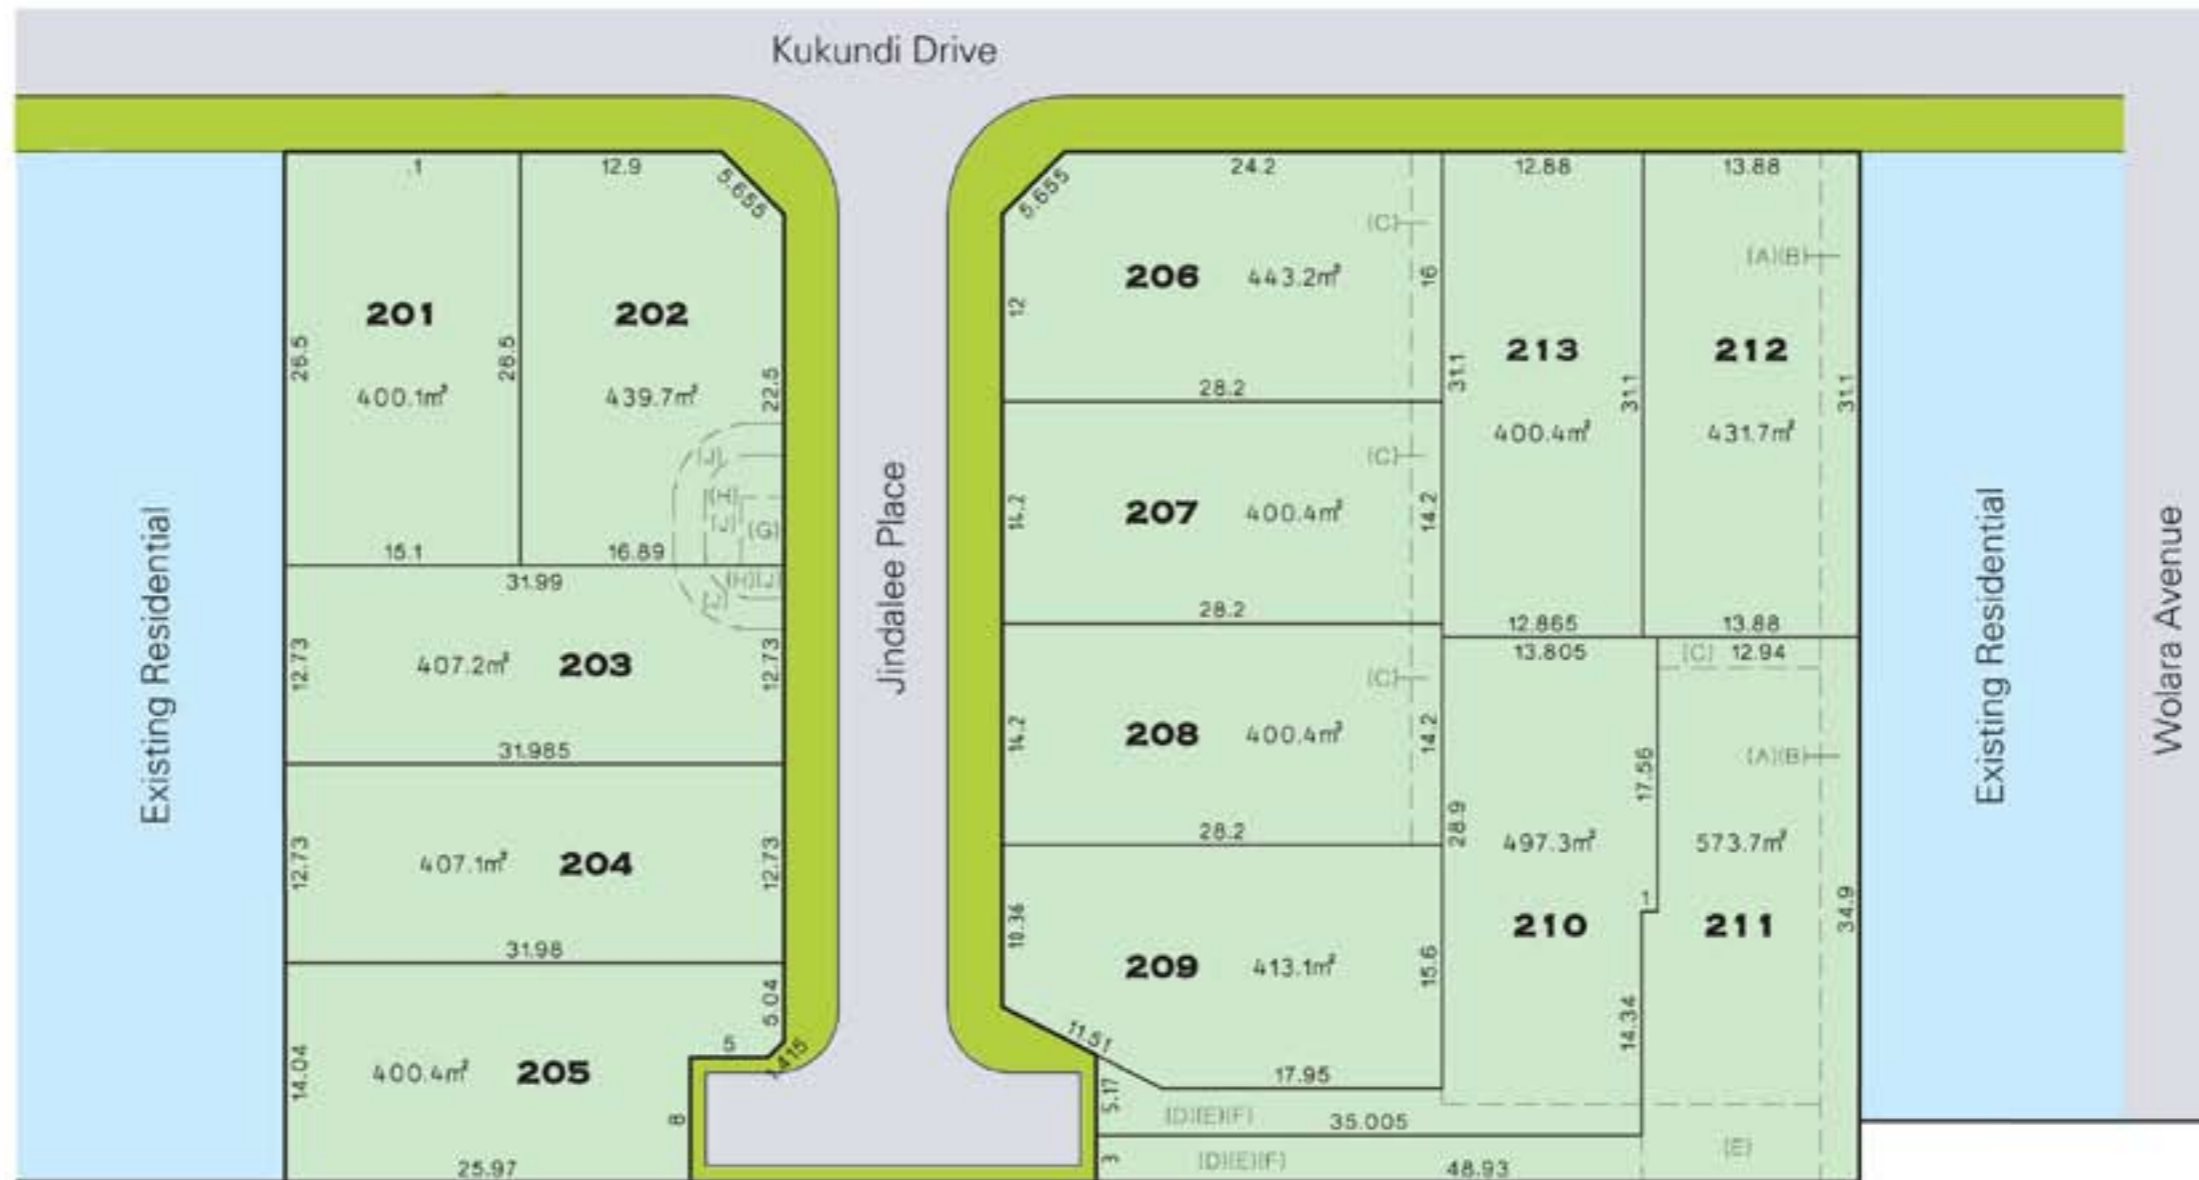 Kukundi Drive
.1
12.9
5.655
201
400.1m²
26.5
26.5
15.1
202
439.7m²
22.5
16.89
(J)
(H)
(J)
(G)
(H)(J)
(J)
31.99
12.73
407.2m²
203
12.73
31.985
12.73
407.1m²
204
12.73
31.98
14.04
400.4m²
205
5.04
5
1.415
8
25.97
Existing Residential
Jindalee Place
24.2
5.655
(C)
206
443.2m²
12
16
28.2
(C)
207
400.4m²
14.2
14.2
28.2
(C)
208
400.4m²
14.2
14.2
28.2
10.36
209
413.1m²
15.6
11.51
17.95
5.17
(D)(E)(F)
35.005
3
(D)(E)(F)
48.93
12.88
213
400.4m²
31.1
31.1
12.865
13.88
(A)(B)
212
431.7m²
31.1
13.88
13.805
17.56
28.9
497.3m²
1
210
14.34
(C)
12.94
(A)(B)
573.7m²
211
34.9
(E)
Existing Residential
Wolara Avenue